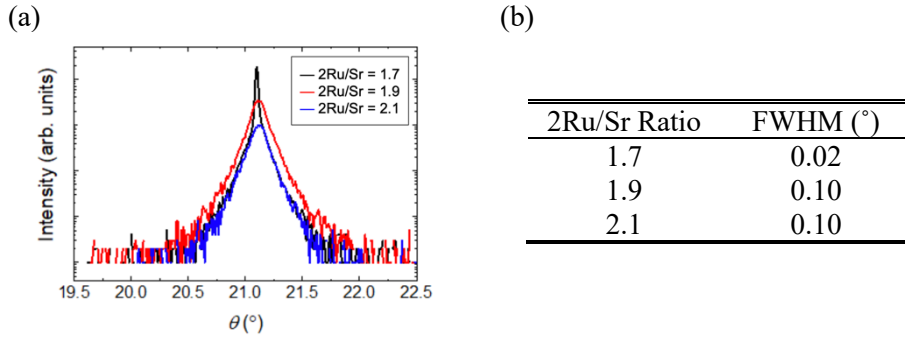 (a)
Intensity (arb. units)
2Ru/Sr = 1.7
2Ru/Sr = 1.9
2Ru/Sr = 2.1
19.5 20.0 20.5 21.0 21.5 22.0 22.5
θ (°)
(b)
2Ru/Sr Ratio FWHM (˚)
1.7 0.02
1.9 0.10
2.1 0.10